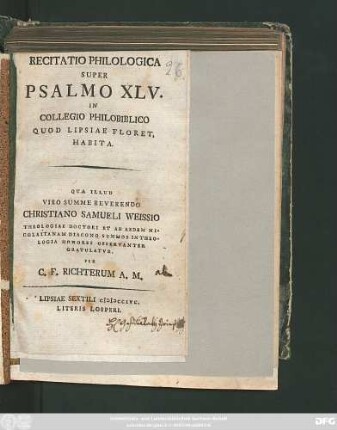 RECITATIO PHILOLOGICA
SUPER
PSALMO XLV.
IN
COLLEGIO PHILOBIBLICO
QUOD LIPSIAE FLORET,
HABITA.
QUA ILLUD
VIRO SUMME REVERENDO
CHRISTIANO SAMUELI WEISSIO
THEOLOGIAE DOCTORI ET AD AEDEM NI-
COLAITANAM DIACONO SUMMOS IN THEO-
LOGIA HONORES OBSERVANTER
GRATULATUR.
PER
C. F. RICHTERUM A. M.
LIPSIAE SEXTILI
LITERIS LOEPERI.